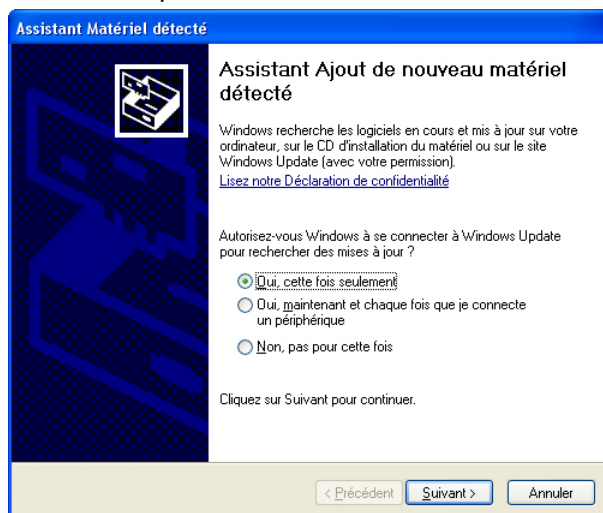 Assistant Matériel détecté
Assistant Ajout de nouveau matériel
détecté
Windows recherche les logiciels en cours et mis à jour sur votre
ordinateur, sur le CD d'installation du matériel ou sur le site
Windows Update (avec votre permission).
Lisez notre Déclaration de confidentialité
Autorisez-vous Windows à se connecter à Windows Update
pour rechercher des mises à jour ?
Oui, cette fois seulement
Oui, maintenant et chaque fois que je connecte
un périphérique
Non, pas pour cette fois
Cliquez sur Suivant pour continuer.
< Précédent Suivant > Annuler